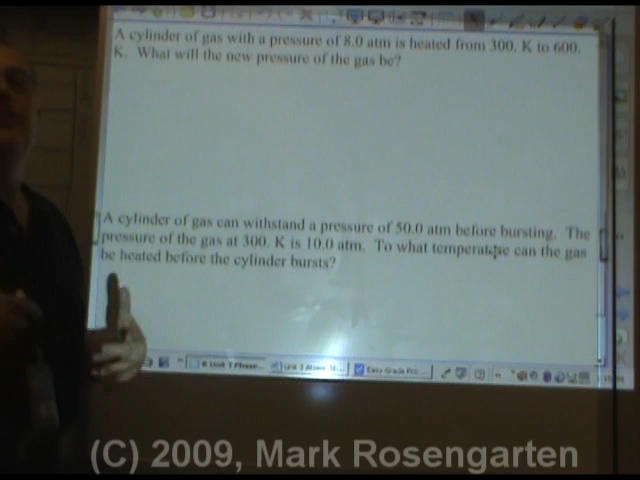 A cylinder of gas with a pressure of 8.0 atm is heated from 300. K to 600.
K. What will the new pressure of the gas be?
A cylinder of gas can withstand a pressure of 50.0 atm before bursting. The
pressure of the gas at 300. K is 10.0 atm. To what temperature can the gas
be heated before the cylinder bursts?
Easy Grade Pro
(C) 2009, Mark Rosengarten